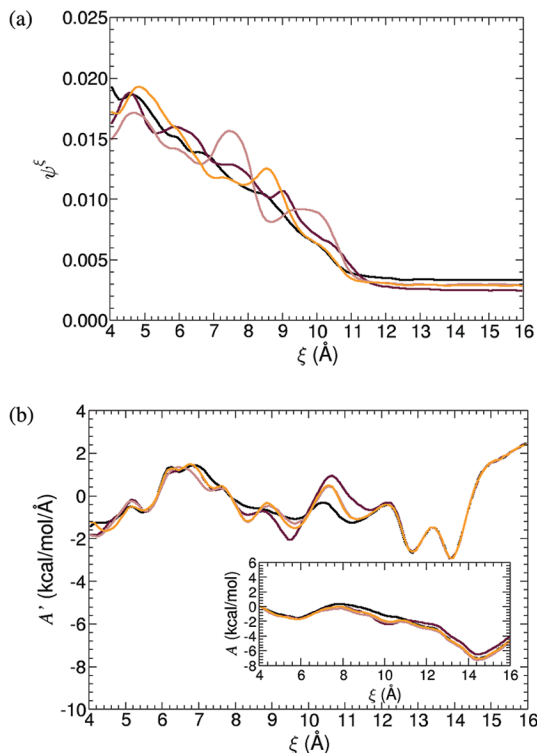 (a)
0.025
0.020
0.015
0.010
0.005
0.000
ψ^ξ
4 5 6 7 8 9 10 11 12 13 14 15 16
ξ (Å)
(b)
4
2
0
-2
-4
-6
-8
-10
A' (kcal/mol/Å)
6
4
2
0
-2
-4
-6
-8
A (kcal/mol)
4 6 8 10 12 14 16
ξ (Å)
4 5 6 7 8 9 10 11 12 13 14 15 16
ξ (Å)